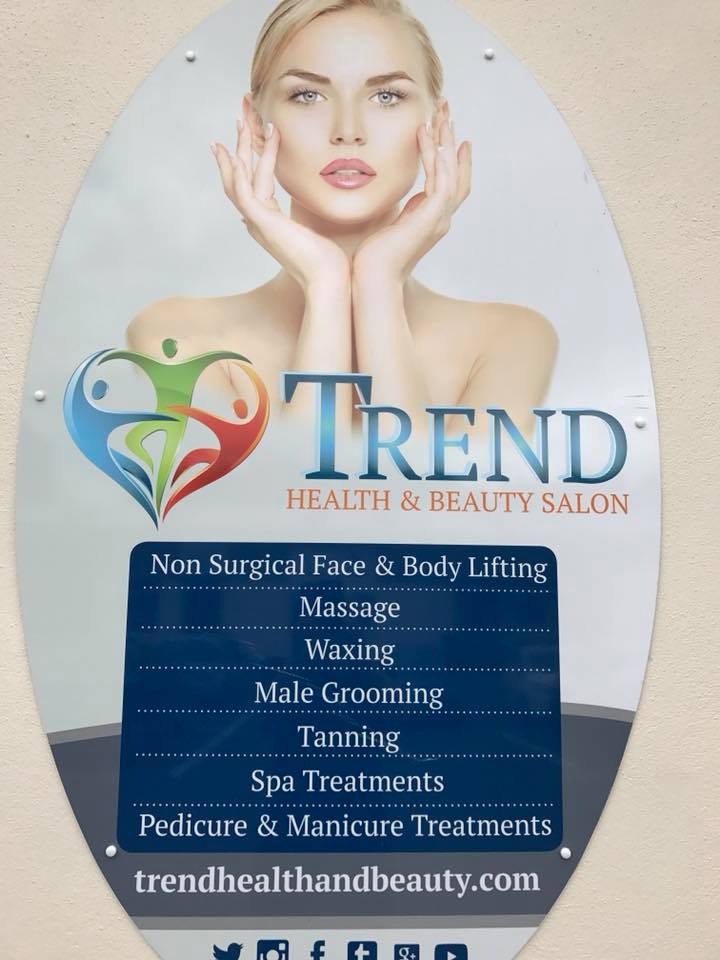 TREND
HEALTH & BEAUTY SALON
Non Surgical Face & Body Lifting
Massage
Waxing
Male Grooming
Tanning
Spa Treatments
Pedicure & Manicure Treatments
trendhealthandbeauty.com